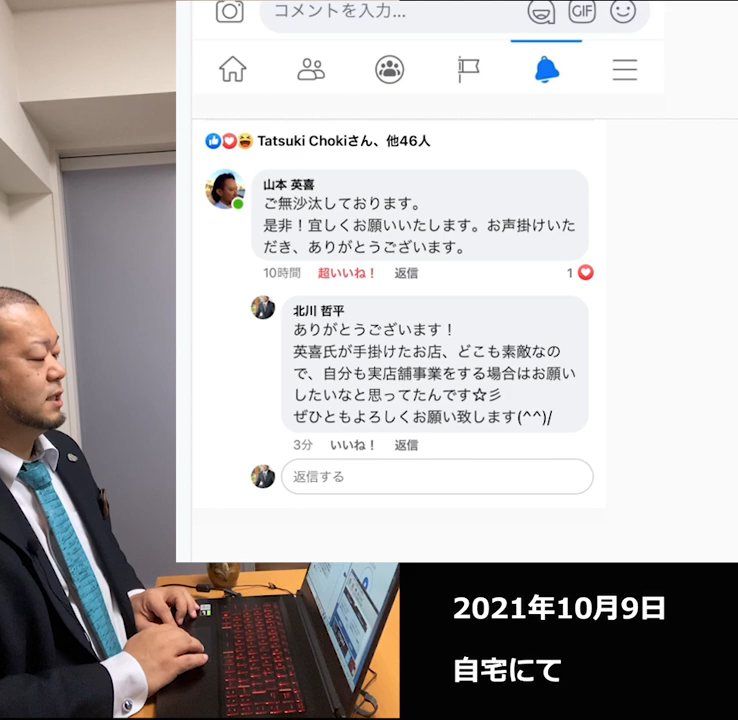 コメントを入力...
GIF
Tatsuki Chokiさん、他46人
山本 英喜
ご無沙汰しております。
是非！宜しくお願いいたします。お声掛けいた
だき、ありがとうございます。
10時間 超いいね！ 返信 1
北川 哲平
ありがとうございます！
英喜氏が手掛けたお店、どこも素敵なの
で、自分も実店舗事業をする場合はお願い
したいなと思ってたんです☆彡
ぜひともよろしくお願い致します(^^)/
3分 いいね！ 返信
返信する
2021年10月9日
自宅にて